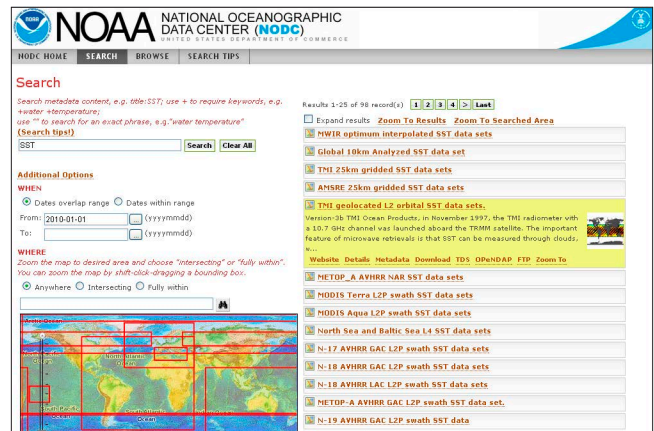 NOAA
NOAA NATIONAL OCEANOGRAPHIC
DATA CENTER (NODC)
UNITED STATES DEPARTMENT OF COMMERCE
NODC HOME SEARCH BROWSE SEARCH TIPS
Search
Search metadata content, e.g. title:SST; use + to require keywords, e.g.
+water +temperature;
use "" to search for an exact phrase, e.g."water temperature"
(Search tips!)
SST Search Clear All
Additional Options
WHEN
Dates overlap range Dates within range
From: 2010-01-01 ... (yyyymmdd)
To: ... (yyyymmdd)
WHERE
Zoom the map to desired area and choose "intersecting" or "fully within".
You can zoom the map by shift-click-dragging a bounding box.
Anywhere Intersecting Fully within
Arctic Ocean
North Atlantic
Ocean
South Pacific
Ocean
South Atlantic
Ocean
Results 1-25 of 98 record(s) 1 2 3 4 > Last
Expand results Zoom To Results Zoom To Searched Area
MWIR optimum interpolated SST data sets
Global 10km Analyzed SST data set
TMI 25km gridded SST data sets
AMSRE 25km gridded SST data sets
TMI geolocated L2 orbital SST data sets.
Version-3b TMI Ocean Products, in November 1997, the TMI radiometer with
a 10.7 GHz channel was launched aboard the TRMM satellite. The important
feature of microwave retrievals is that SST can be measured through clouds,
v...
Website Details Metadata Download TDS OPeNDAP FTP Zoom To
METOP_A AVHRR NAR SST data sets
MODIS Terra L2P swath SST data sets
MODIS Aqua L2P swath SST data sets
North Sea and Baltic Sea L4 SST data sets
N-17 AVHRR GAC L2P swath SST data sets
N-18 AVHRR GAC L2P swath SST data sets
N-18 AVHRR LAC L2P swath SST data sets
METOP-A AVHRR GAC L2P swath SST data set.
N-19 AVHRR GAC L2P swath SST data